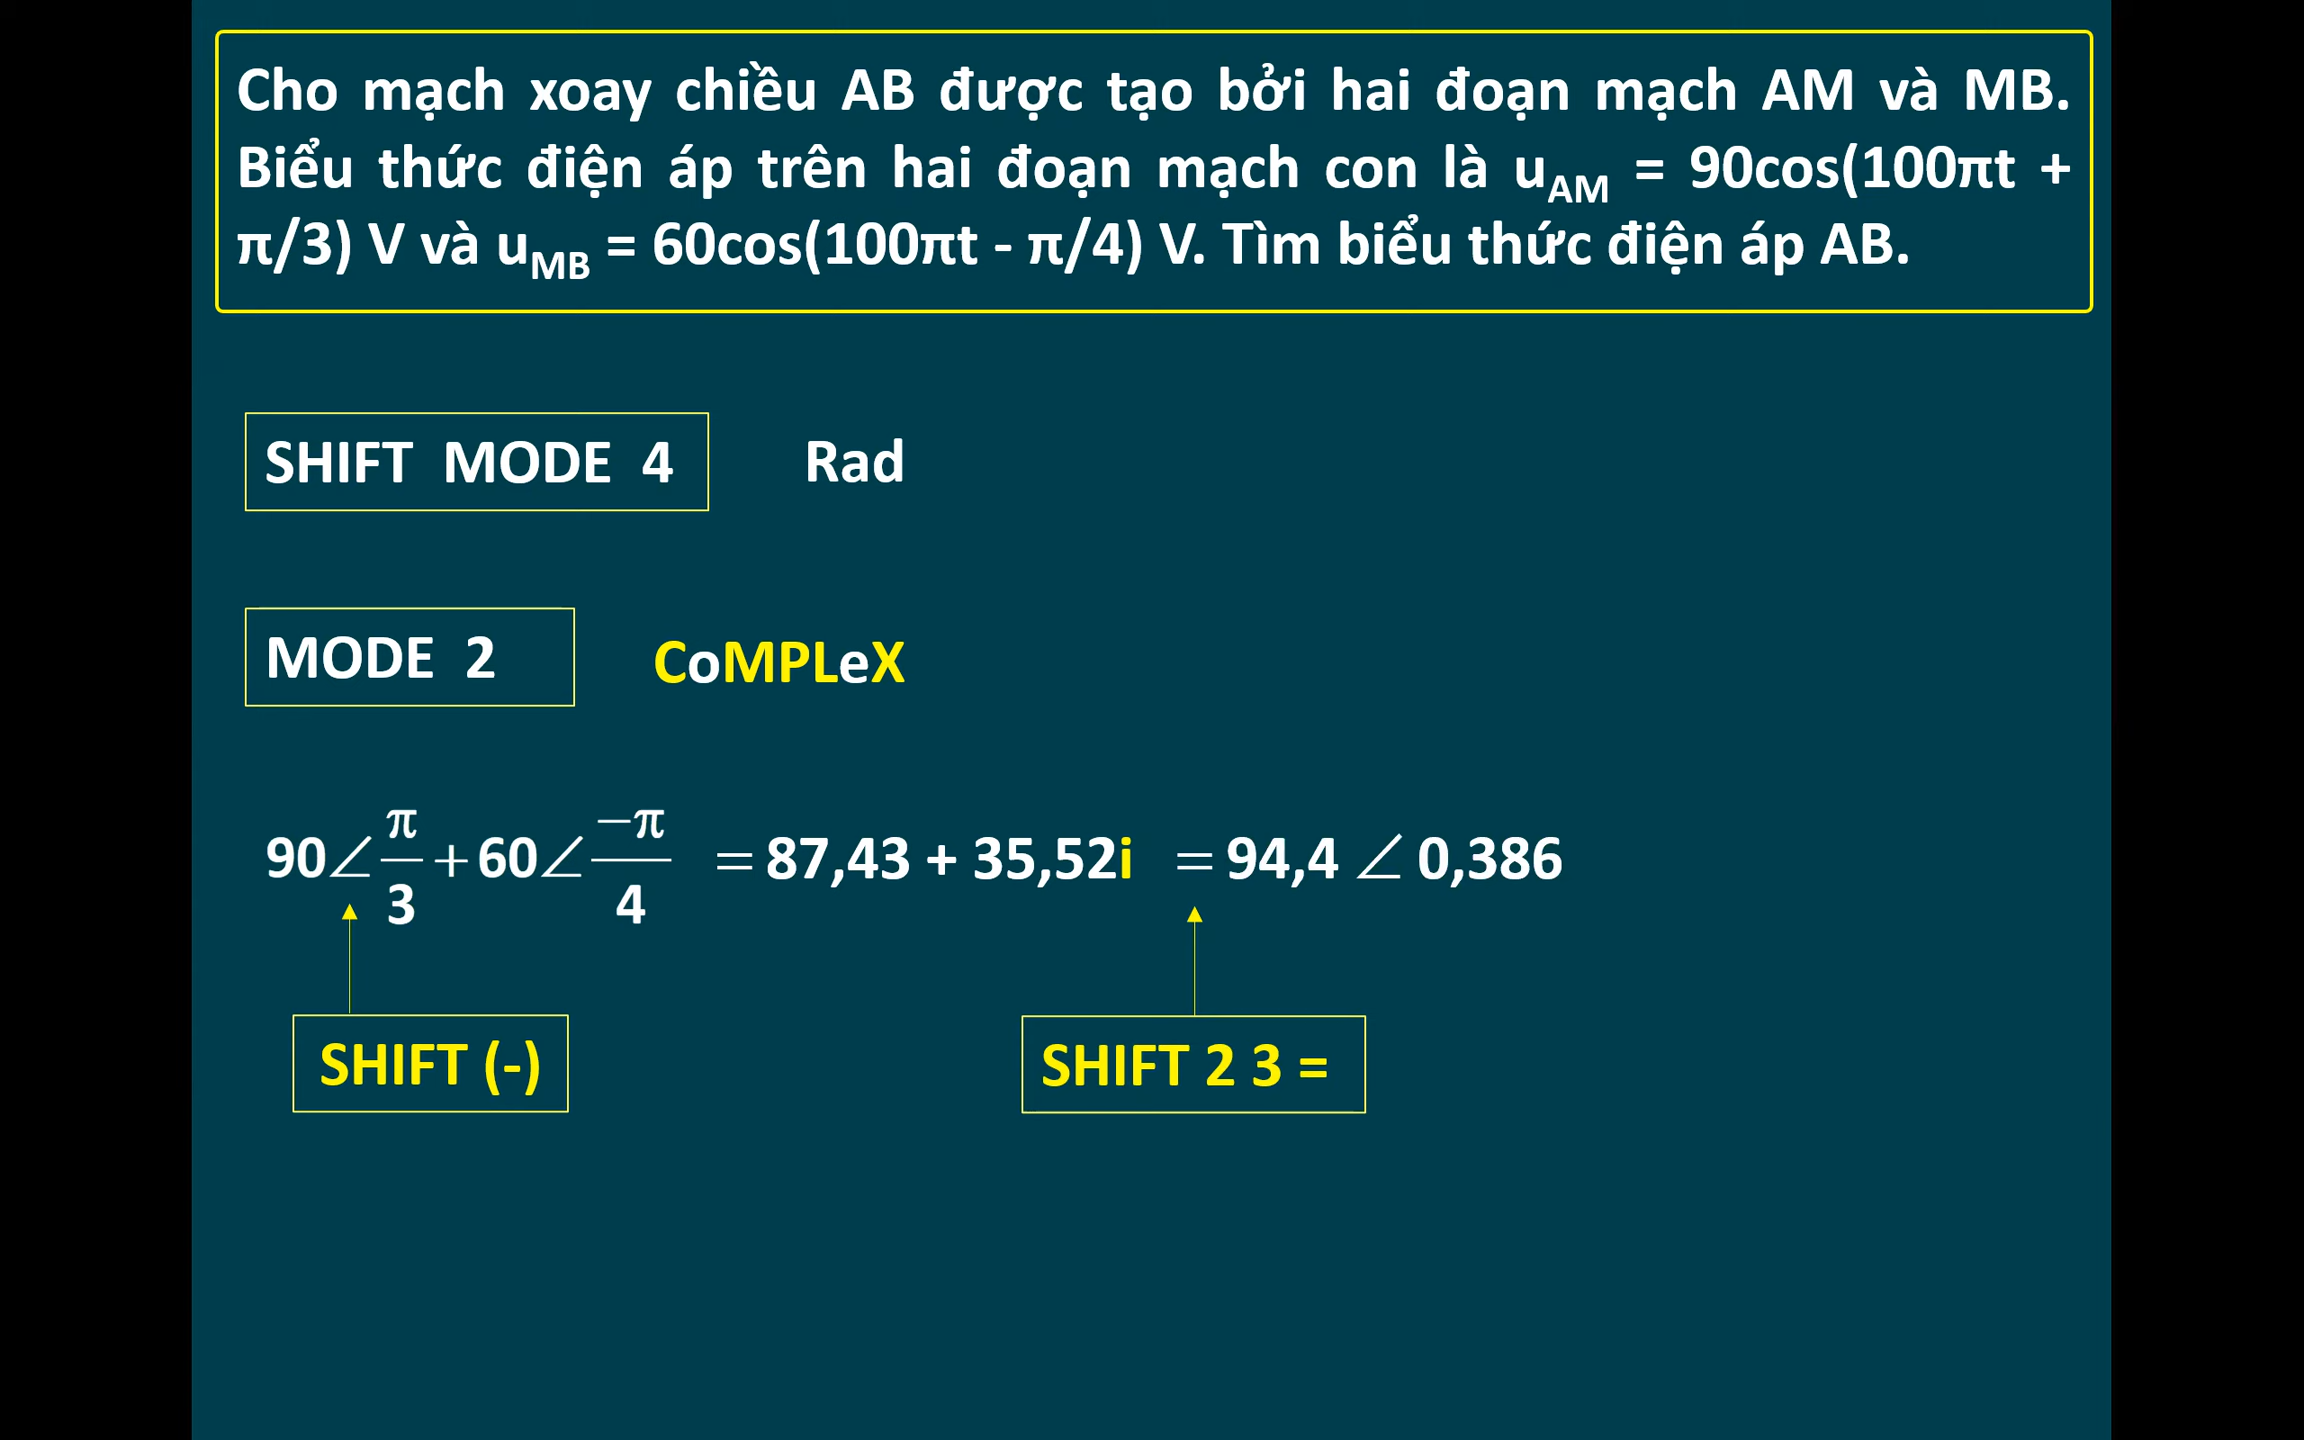 Cho mạch xoay chiều AB được tạo bởi hai đoạn mạch AM và MB.
Biểu thức điện áp trên hai đoạn mạch con là u_AM = 90cos(100πt +
π/3) V và u_MB = 60cos(100πt - π/4) V. Tìm biểu thức điện áp AB.
SHIFT MODE 4 Rad
MODE 2 CoMPLeX
90∠π/3 + 60∠−π/4 = 87,43 + 35,52i = 94,4 ∠ 0,386
SHIFT (-) SHIFT 2 3 =